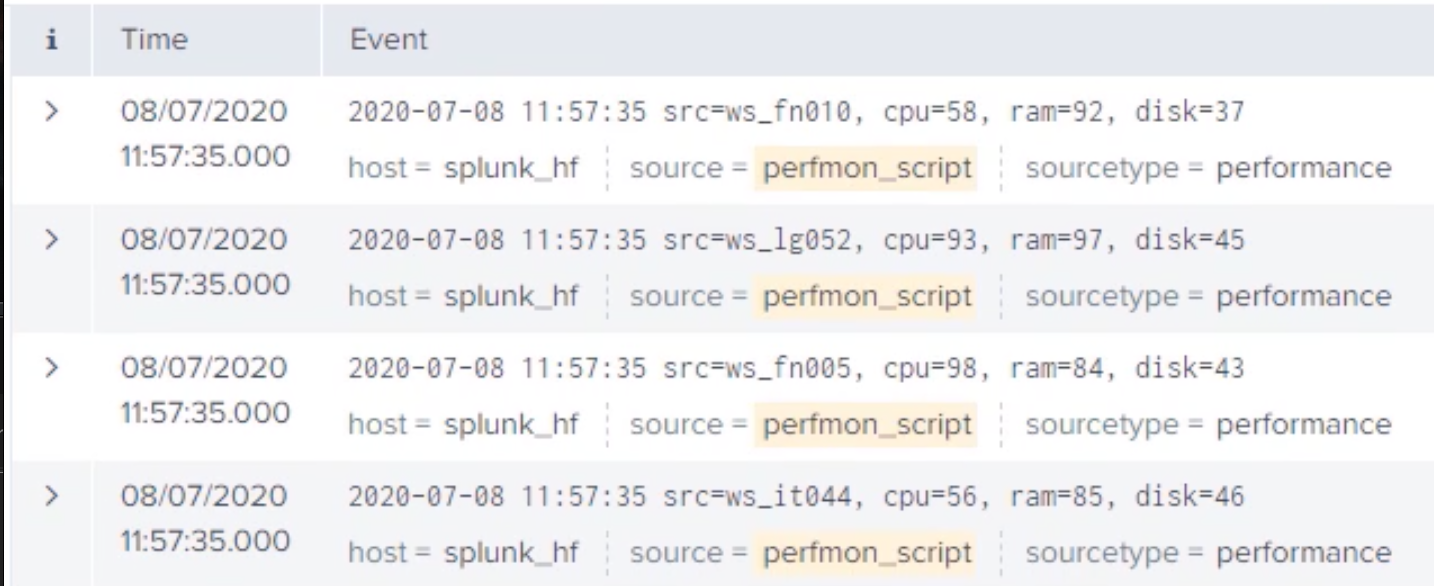 i Time Event
> 08/07/2020 2020-07-08 11:57:35 src=ws_fn010, cpu=58, ram=92, disk=37
11:57:35.000 host = splunk_hf source = perfmon_script sourcetype = performance
> 08/07/2020 2020-07-08 11:57:35 src=ws_lg052, cpu=93, ram=97, disk=45
11:57:35.000 host = splunk_hf source = perfmon_script sourcetype = performance
> 08/07/2020 2020-07-08 11:57:35 src=ws_fn005, cpu=98, ram=84, disk=43
11:57:35.000 host = splunk_hf source = perfmon_script sourcetype = performance
> 08/07/2020 2020-07-08 11:57:35 src=ws_it044, cpu=56, ram=85, disk=46
11:57:35.000 host = splunk_hf source = perfmon_script sourcetype = performance